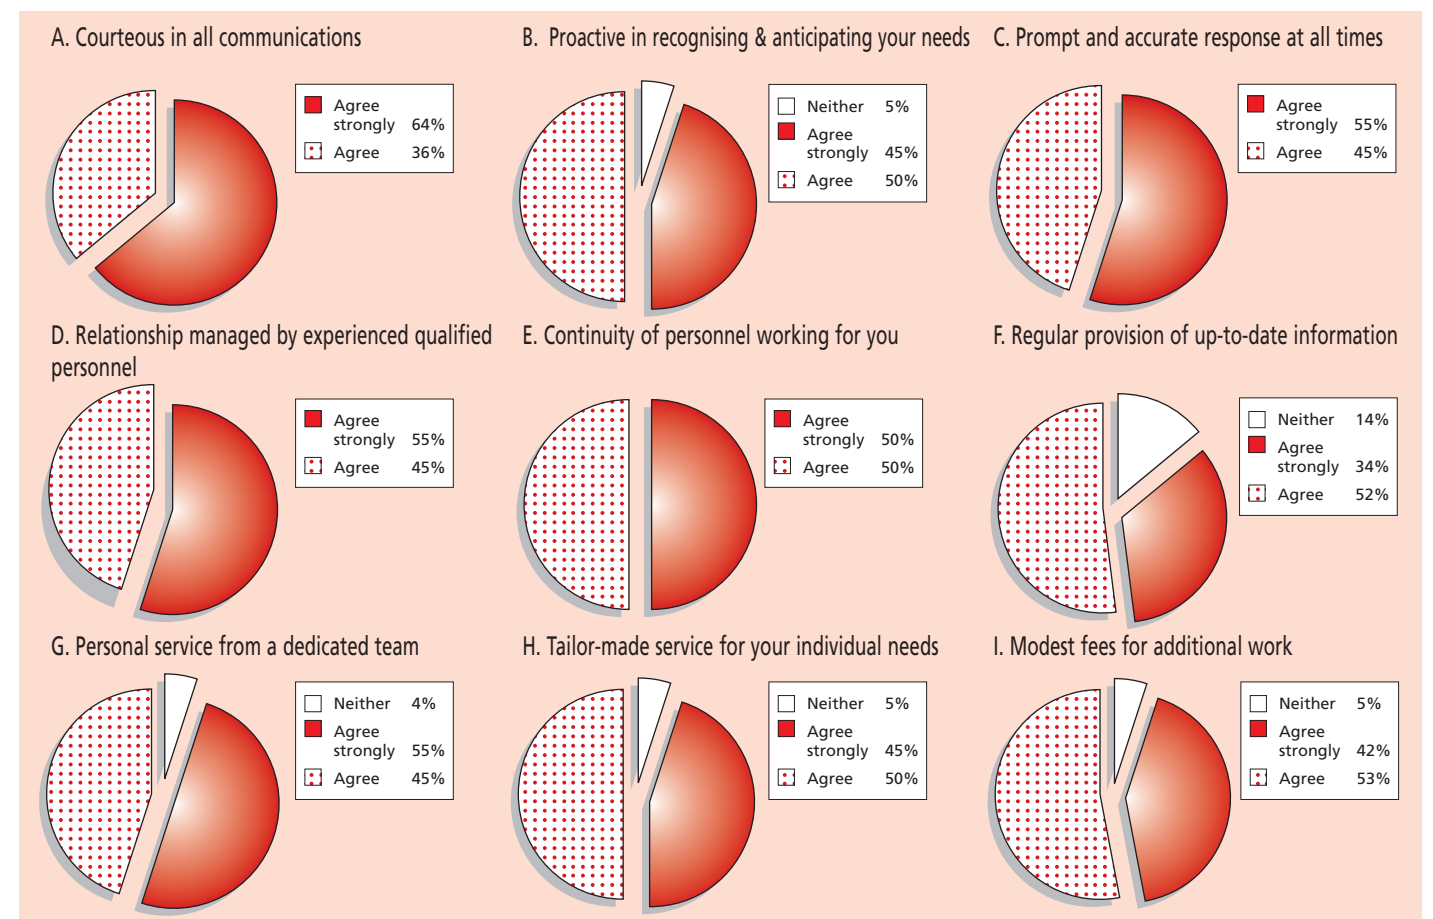 A. Courteous in all communications
Agree
strongly 64%
Agree 36%
B. Proactive in recognising & anticipating your needs
Neither 5%
Agree
strongly 45%
Agree 50%
C. Prompt and accurate response at all times
Agree
strongly 55%
Agree 45%
D. Relationship managed by experienced qualified
personnel
Agree
strongly 55%
Agree 45%
E. Continuity of personnel working for you
Agree
strongly 50%
Agree 50%
F. Regular provision of up-to-date information
Neither 14%
Agree
strongly 34%
Agree 52%
G. Personal service from a dedicated team
Neither 4%
Agree
strongly 55%
Agree 45%
H. Tailor-made service for your individual needs
Neither 5%
Agree
strongly 45%
Agree 50%
I. Modest fees for additional work
Neither 5%
Agree
strongly 42%
Agree 53%